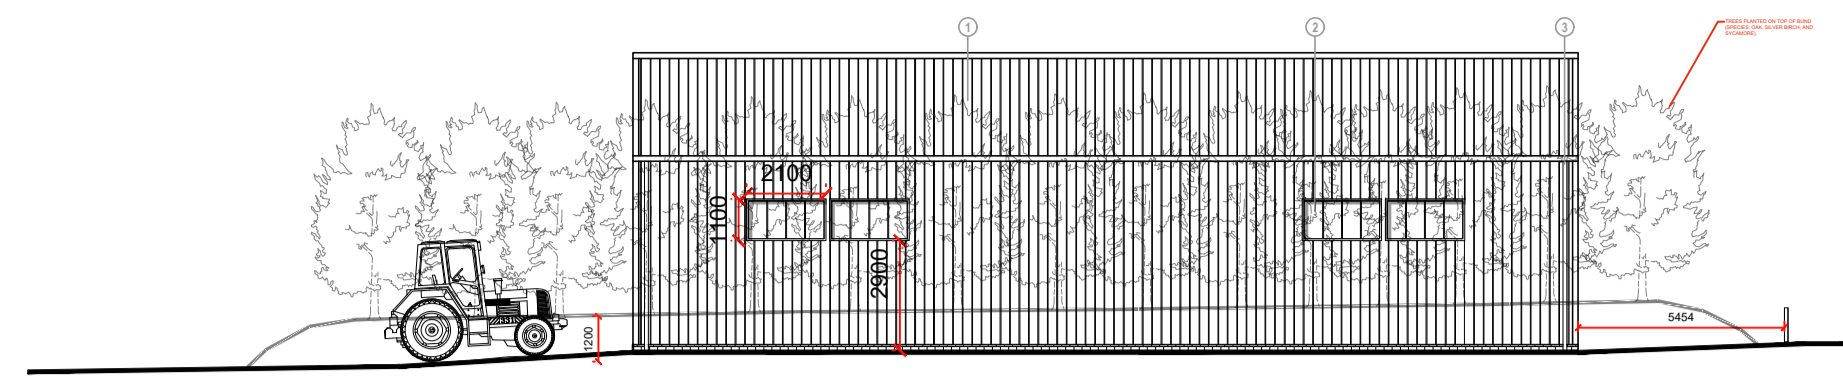 1
2
3
TREES PLANTED ON TOP OF BUND
(SPECIES: OAK, SILVER BIRCH, AND
SYCAMORE).
2100
1100
2900
1200
5454